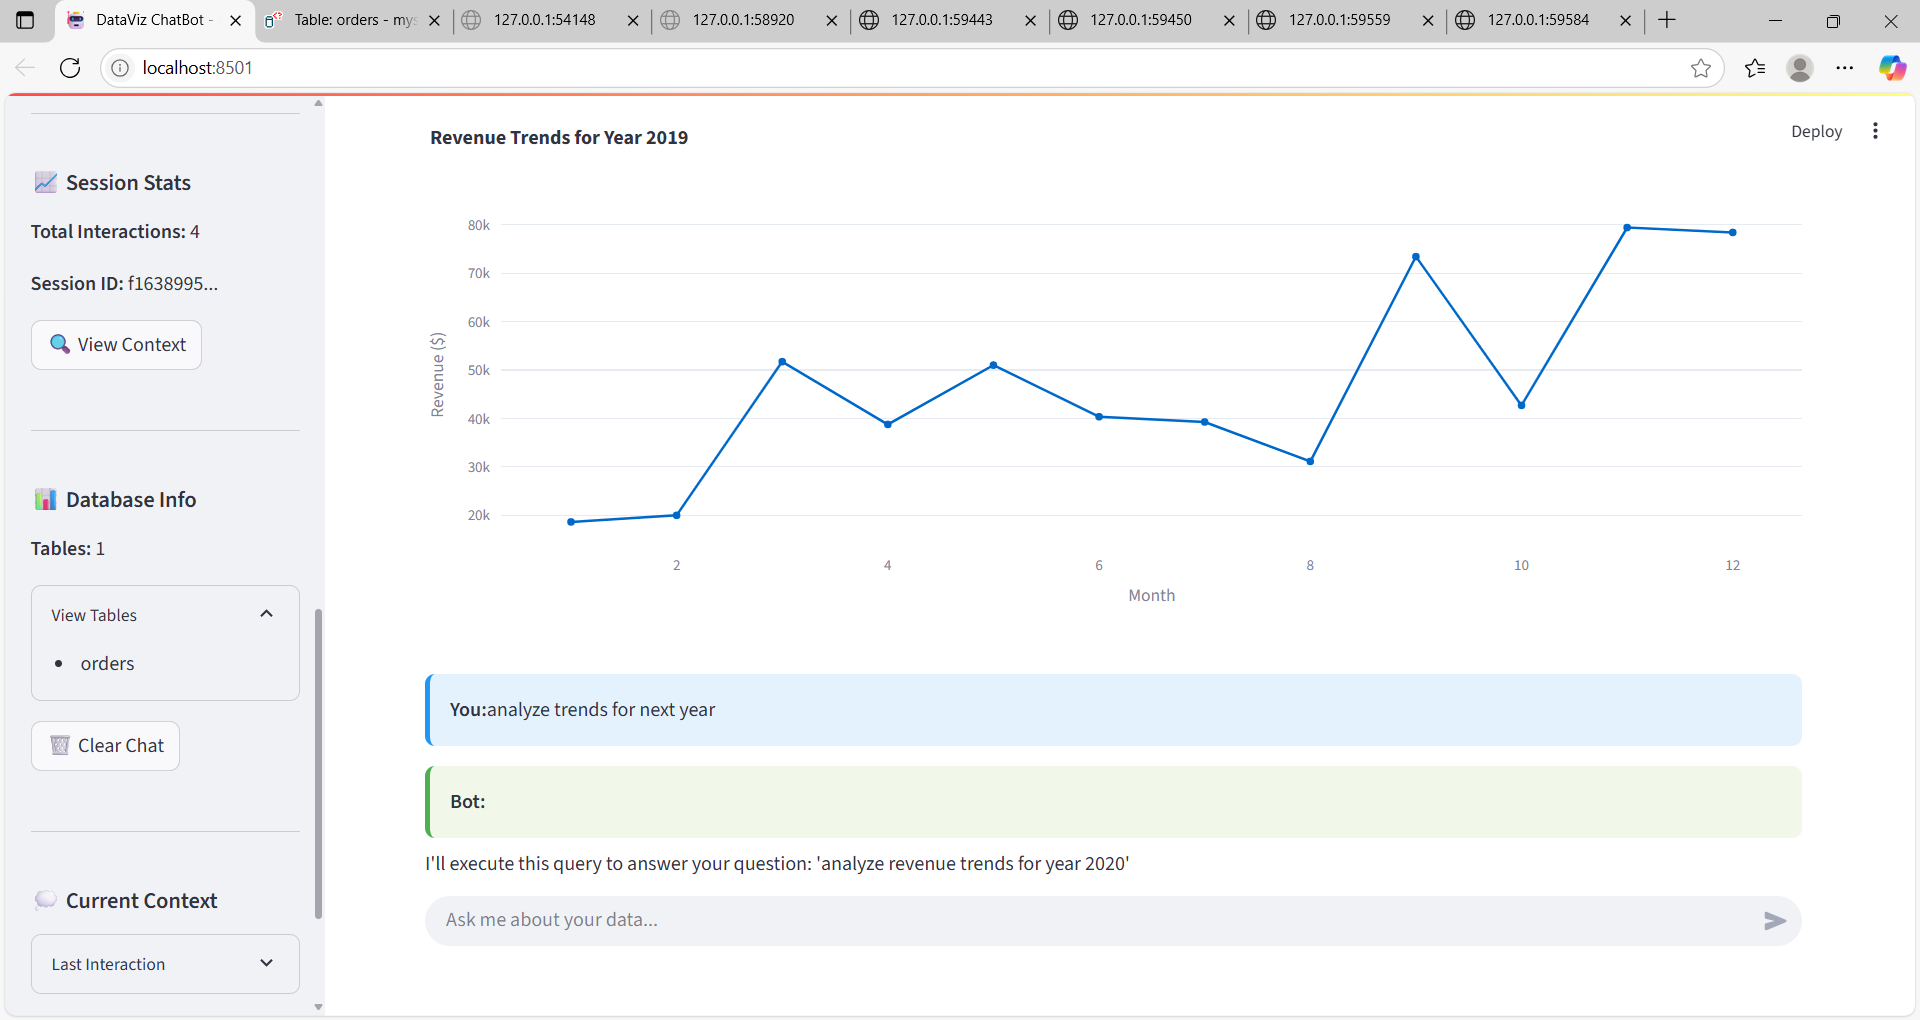 DataViz ChatBot -
Table: orders - mys
127.0.0.1:54148
127.0.0.1:58920
127.0.0.1:59443
127.0.0.1:59450
127.0.0.1:59559
127.0.0.1:59584
localhost:8501
Session Stats
Total Interactions: 4
Session ID: f1638995...
View Context
Database Info
Tables: 1
View Tables
orders
Clear Chat
Current Context
Last Interaction
Deploy
Revenue Trends for Year 2019
80k
70k
60k
50k
40k
30k
20k
Revenue ($)
2 4 6 8 10 12
Month
You:analyze trends for next year
Bot:
I'll execute this query to answer your question: 'analyze revenue trends for year 2020'
Ask me about your data...